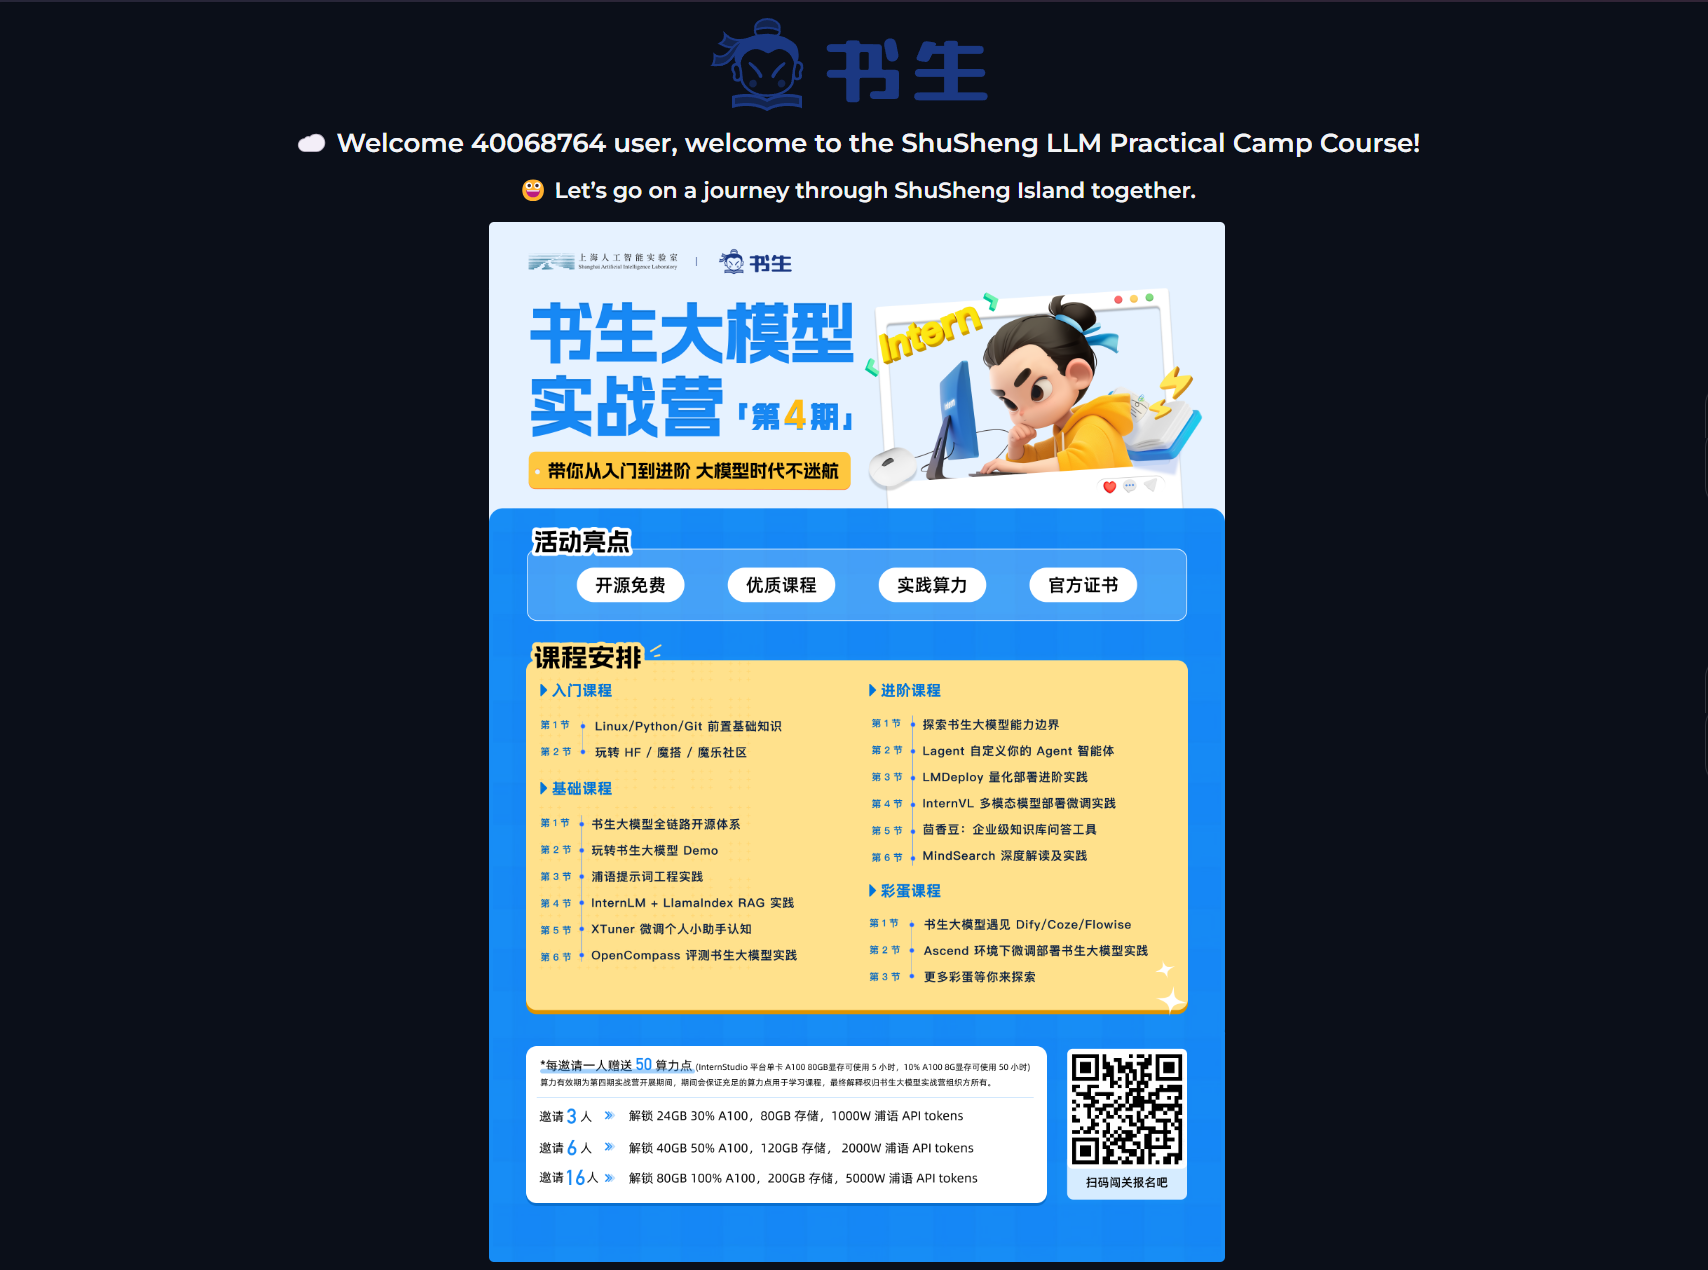 书生
Welcome 40068764 user, welcome to the ShuSheng LLM Practical Camp Course!
Let's go on a journey through ShuSheng Island together.
上海人工智能实验室
Shanghai Artificial Intelligence Laboratory
书生
书生大模型
实战营「第4期」
带你从入门到进阶 大模型时代不迷航
Intern
活动亮点
开源免费
优质课程
实践算力
官方证书
课程安排
入门课程
第1节 Linux/Python/Git 前置基础知识
第2节 玩转 HF / 魔搭 / 魔乐社区
基础课程
第1节 书生大模型全链路开源体系
第2节 玩转书生大模型 Demo
第3节 浦语提示词工程实践
第4节 InternLM + LlamaIndex RAG 实践
第5节 XTuner 微调个人小助手认知
第6节 OpenCompass 评测书生大模型实践
进阶课程
第1节 探索书生大模型能力边界
第2节 Lagent 自定义你的 Agent 智能体
第3节 LMDeploy 量化部署进阶实践
第4节 InternVL 多模态模型部署微调实践
第5节 茴香豆：企业级知识库问答工具
第6节 MindSearch 深度解读及实践
彩蛋课程
第1节 书生大模型遇见 Dify/Coze/Flowise
第2节 Ascend 环境下微调部署书生大模型实践
第3节 更多彩蛋等你来探索
*每邀请一人赠送 50 算力点 (InternStudio 平台单卡 A100 80GB显存可使用 5 小时，10% A100 8G显存可使用 50 小时)
算力有效期为第四期实战营开展期间，期间会保证充足的算力点用于学习课程，最终解释权归书生大模型实战营组织方所有。
邀请 3 人 解锁 24GB 30% A100，80GB 存储，1000W 浦语 API tokens
邀请 6 人 解锁 40GB 50% A100，120GB 存储， 2000W 浦语 API tokens
邀请 16 人 解锁 80GB 100% A100，200GB 存储，5000W 浦语 API tokens
扫码闯关报名吧